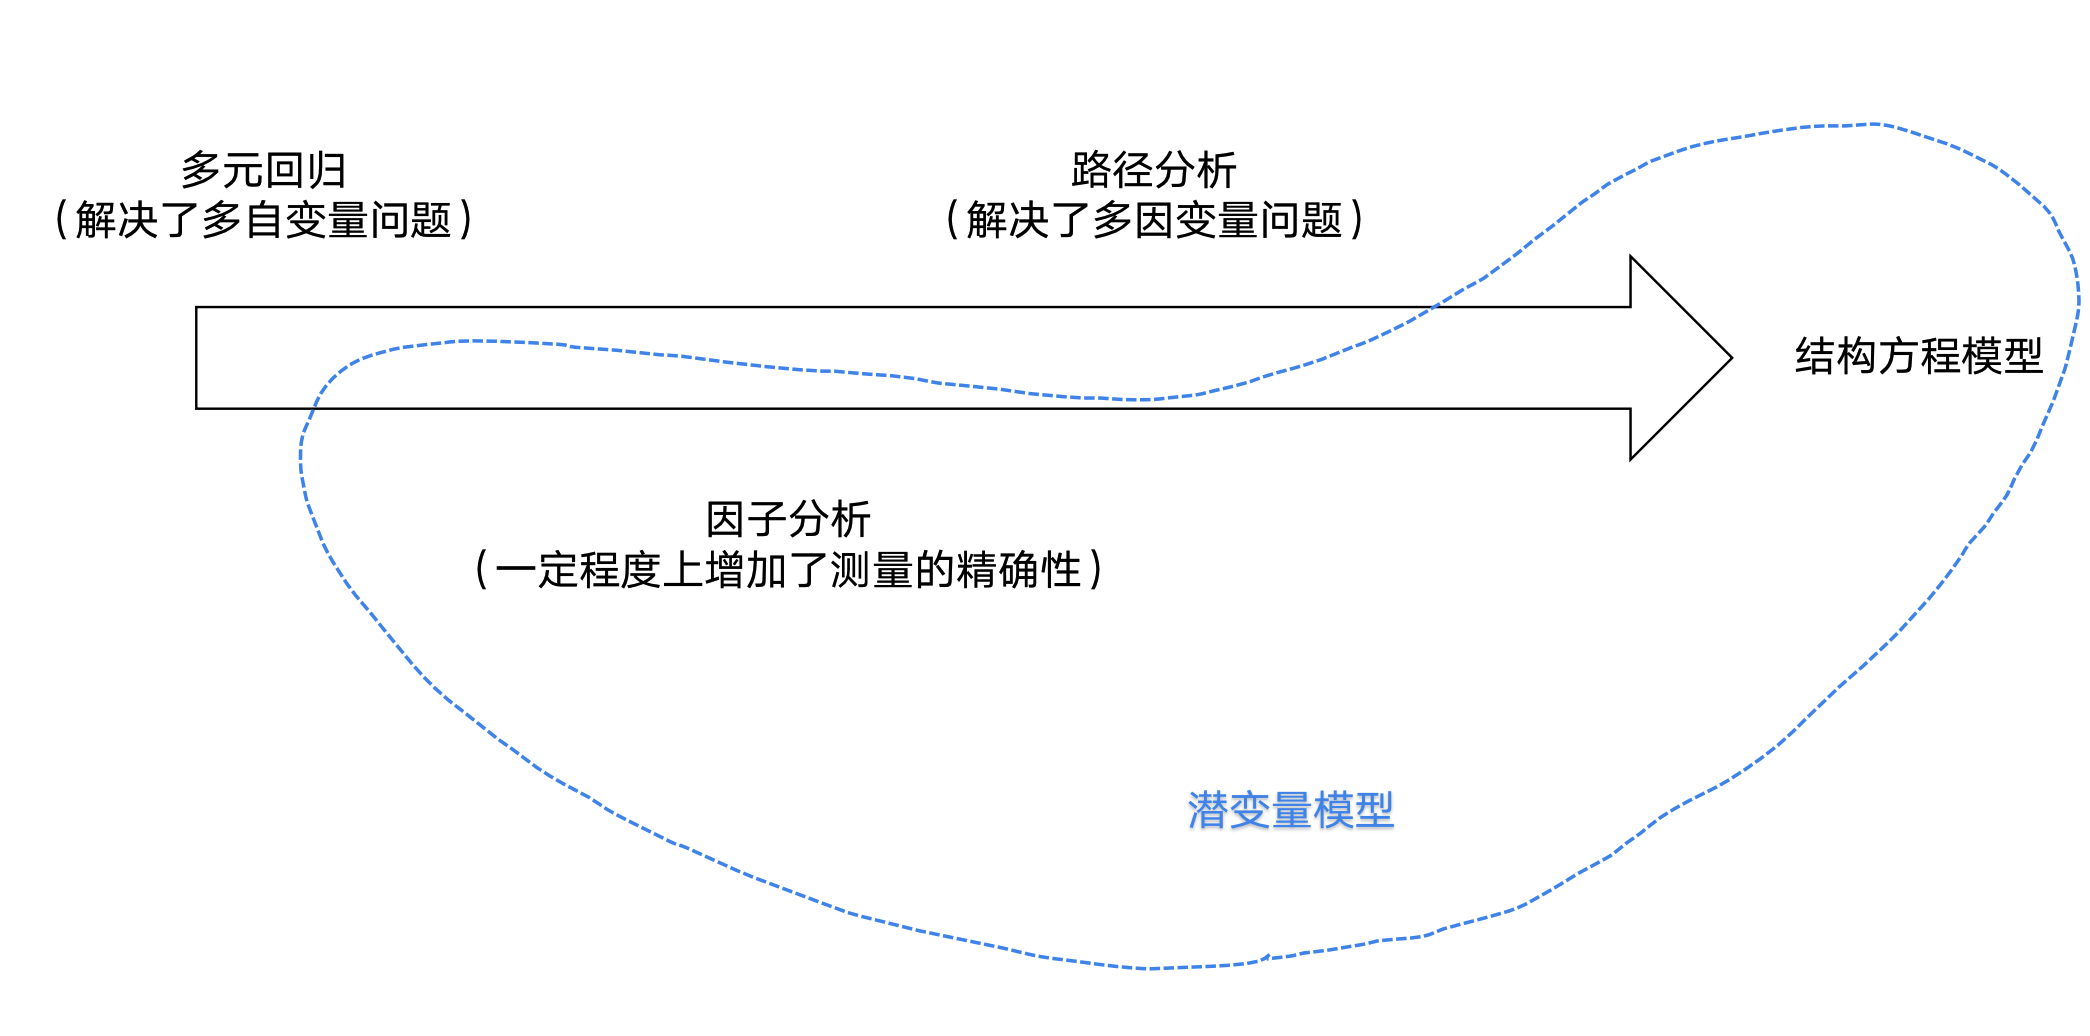 多元回归
(解决了多自变量问题)
路径分析
(解决了多因变量问题)
结构方程模型
因子分析
(一定程度上增加了测量的精确性)
潜变量模型